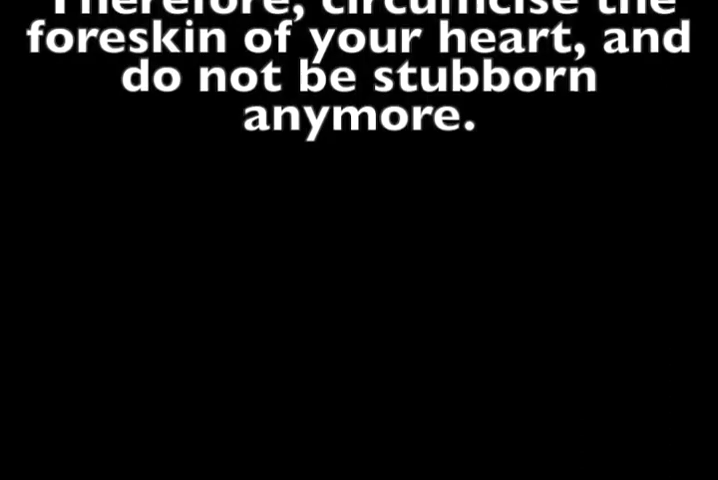 Therefore, circumcise the
foreskin of your heart, and
do not be stubborn
anymore.